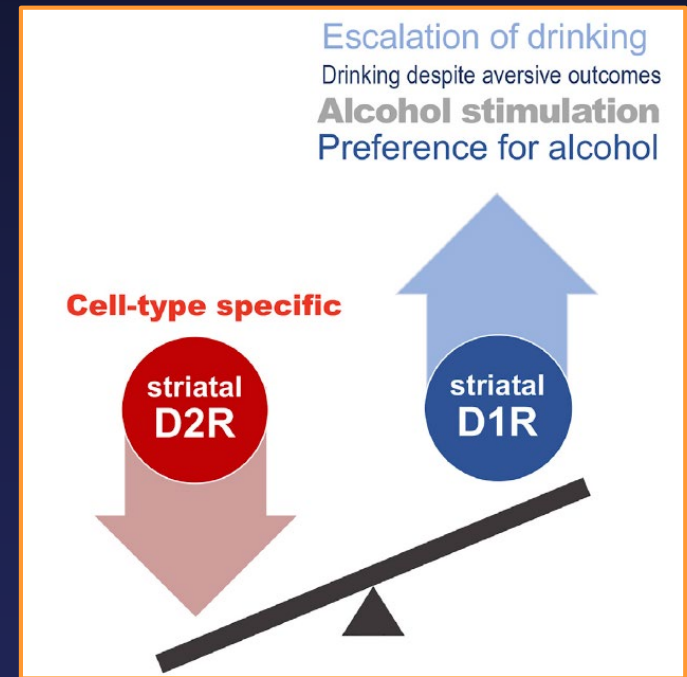 Escalation of drinking
Drinking despite aversive outcomes
Alcohol stimulation
Preference for alcohol
Cell-type specific
striatal
D2R
striatal
D1R